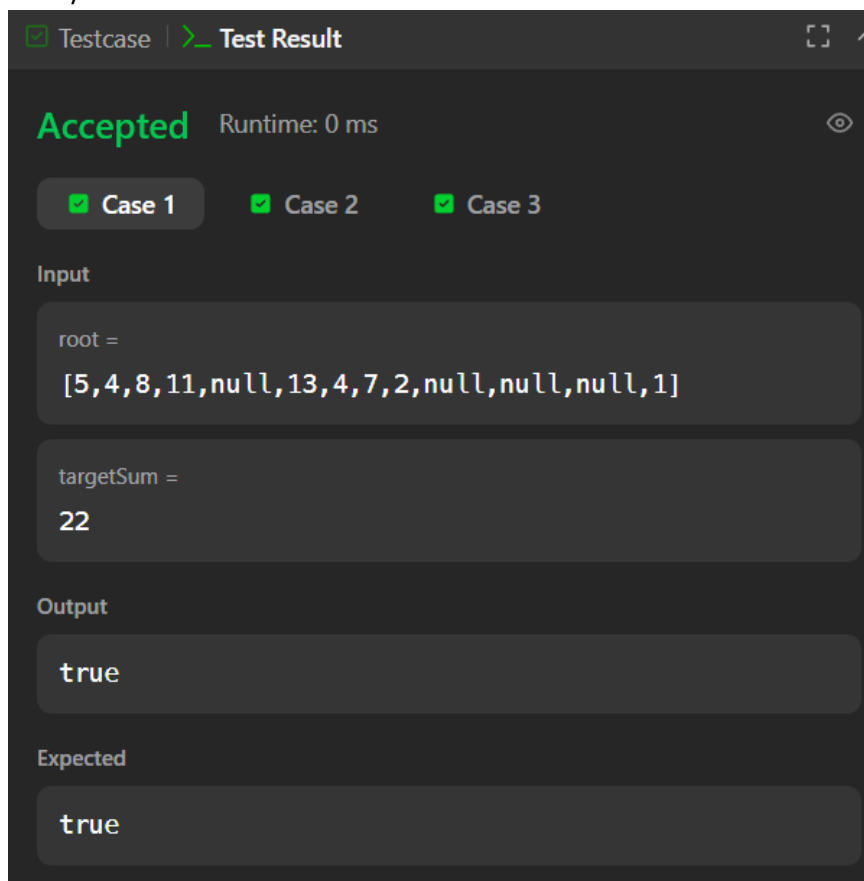 Testcase | >_ Test Result
Accepted Runtime: 0 ms
Case 1 Case 2 Case 3
Input
root =
[5,4,8,11,null,13,4,7,2,null,null,null,1]
targetSum =
22
Output
true
Expected
true